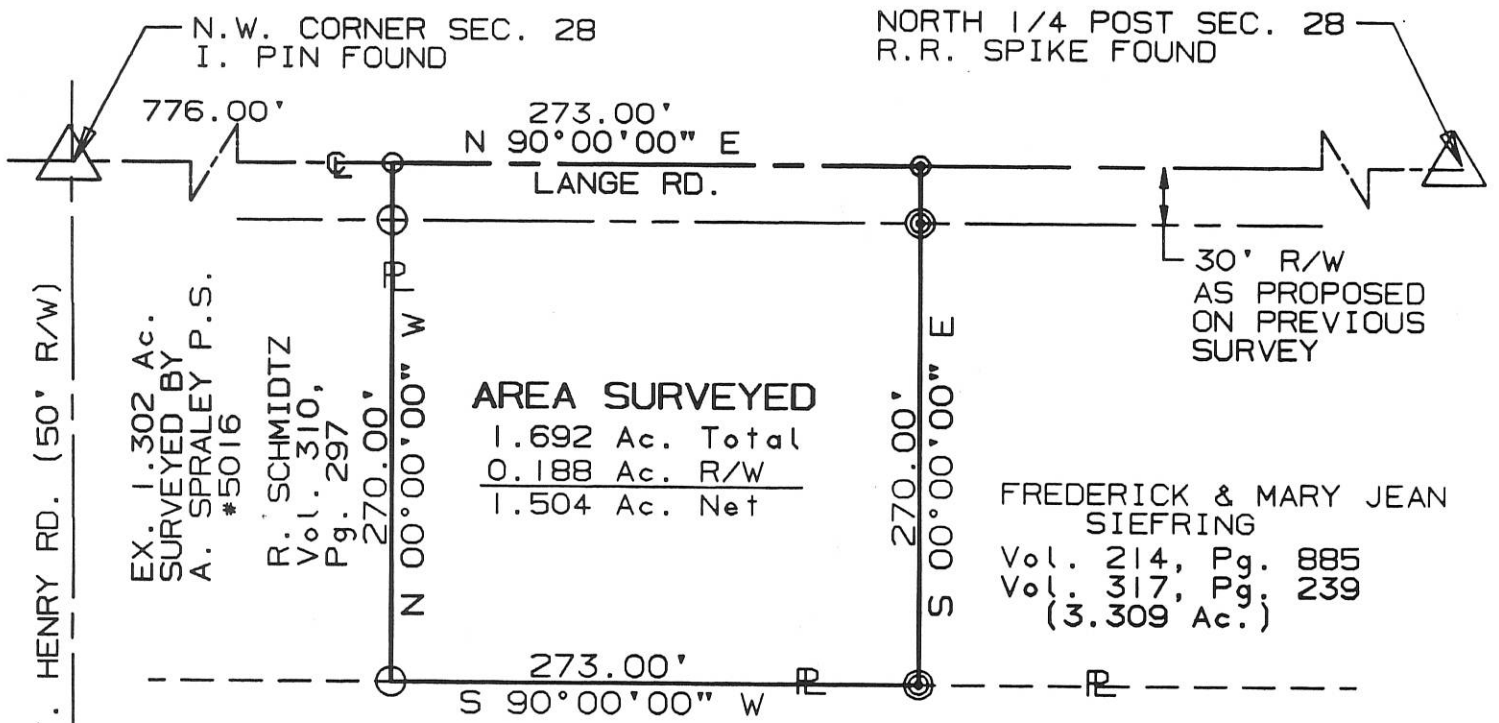 N.W. CORNER SEC. 28
I. PIN FOUND
NORTH 1/4 POST SEC. 28
R.R. SPIKE FOUND
776.00'
273.00'
N 90°00'00" E
℄
LANGE RD.
30' R/W
AS PROPOSED
ON PREVIOUS
SURVEY
. HENRY RD. (50' R/W)
EX. 1.302 Ac.
SURVEYED BY
A. SPRALEY P.S.
#5016
R. SCHMIDTZ
Vol. 310,
Pg. 297
PL
270.00'
N 00°00'00" W
AREA SURVEYED
1.692 Ac. Total
0.188 Ac. R/W
1.504 Ac. Net
270.00'
S 00°00'00" E
FREDERICK & MARY JEAN
SIEFRING
Vol. 214, Pg. 885
Vol. 317, Pg. 239
(3.309 Ac.)
273.00'
S 90°00'00" W
PL
PL